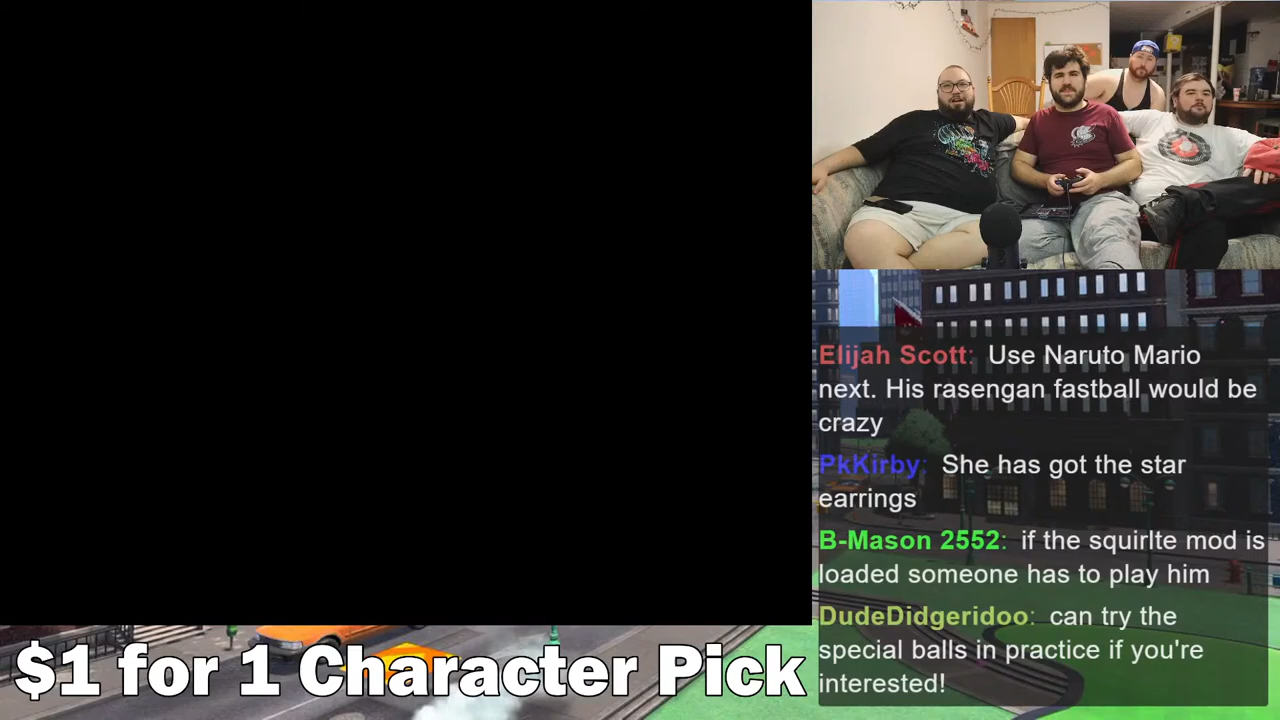 Elijah Scott: Use Naruto Mario
next. His rasengan fastball would be
crazy
PkKirby: She has got the star
earrings
B-Mason 2552: if the squirlte mod is
loaded someone has to play him
DudeDidgeridoo: can try the
special balls in practice if you're
interested!
$1 for 1 Character Pick